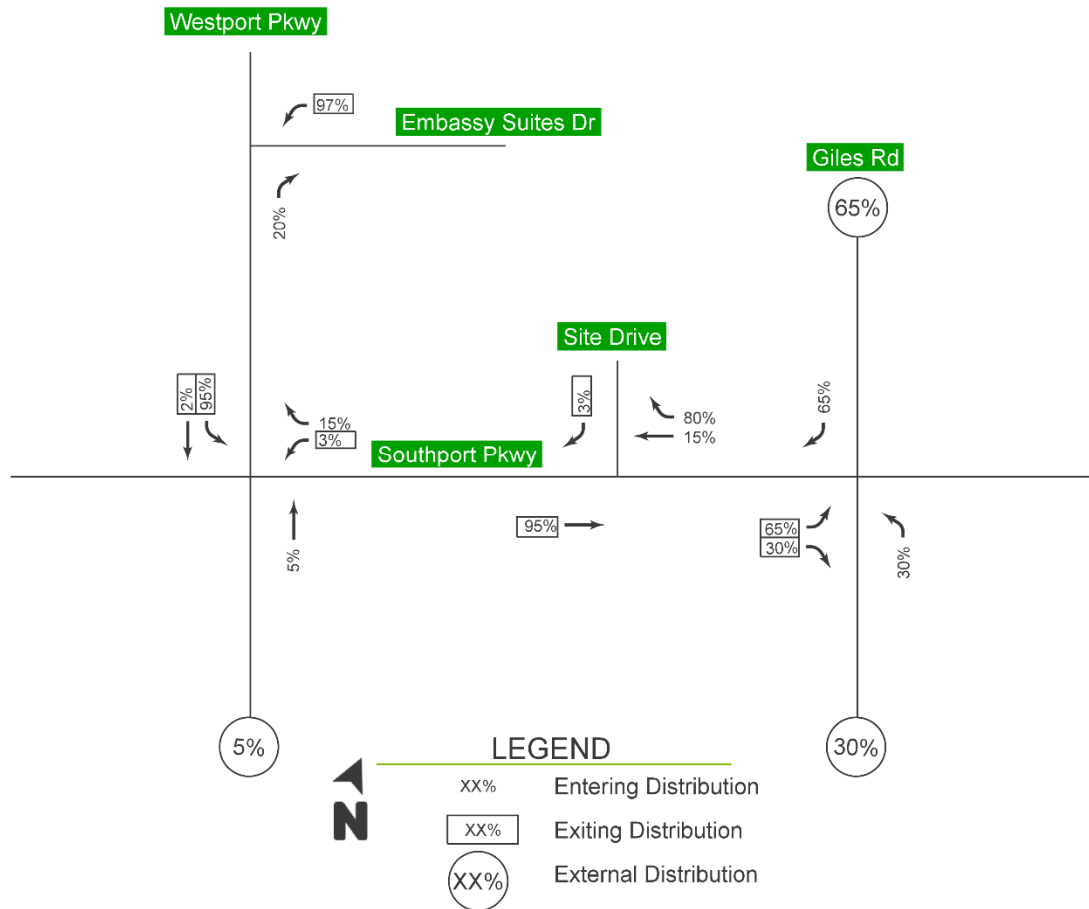 Westport Pkwy
97%
Embassy Suites Dr
Giles Rd
20%
65%
Site Drive
2%
95%
15%
3%
3%
80%
15%
65%
Southport Pkwy
5%
95%
65%
30%
30%
5%
30%
LEGEND
XX% Entering Distribution
XX% Exiting Distribution
XX% External Distribution
N